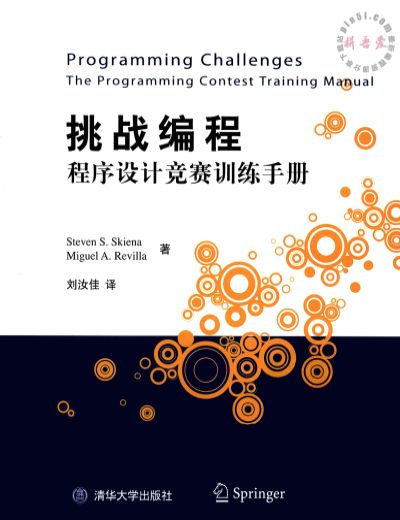 Programming Challenges
The Programming Contest Training Manual
挑战编程
程序设计竞赛训练手册
Steven S. Skiena
Miguel A. Revilla
著
刘汝佳 译
清华大学出版社
Springer